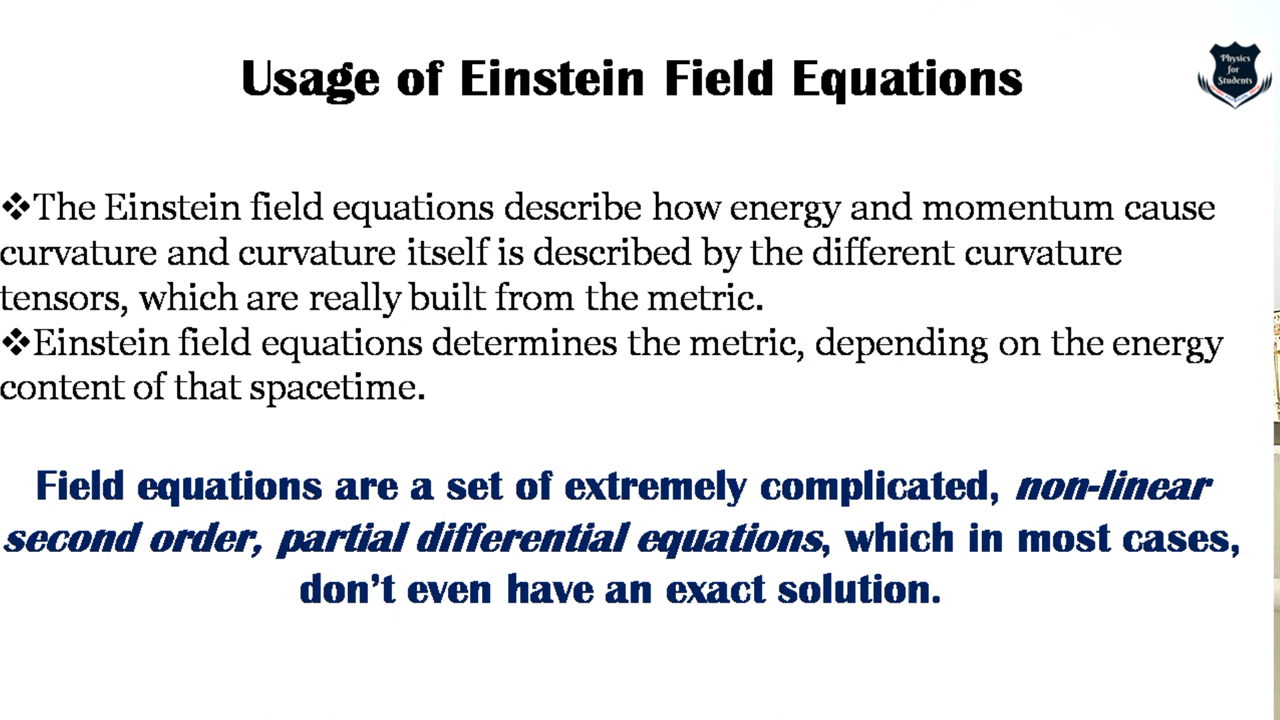 Usage of Einstein Field Equations
Physics
for
Students
❖The Einstein field equations describe how energy and momentum cause
curvature and curvature itself is described by the different curvature
tensors, which are really built from the metric.
❖Einstein field equations determines the metric, depending on the energy
content of that spacetime.
Field equations are a set of extremely complicated, non-linear
second order, partial differential equations, which in most cases,
don’t even have an exact solution.